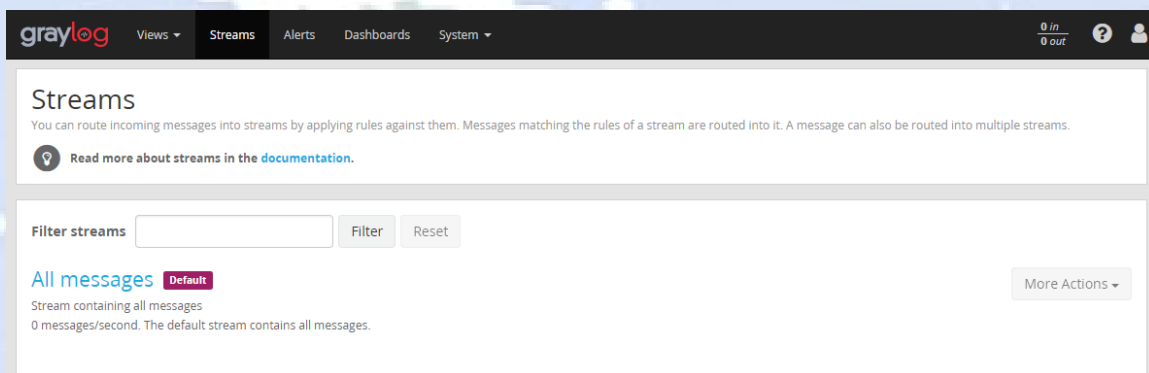 graylog Views Streams Alerts Dashboards System 0 in
0 out
Streams
You can route incoming messages into streams by applying rules against them. Messages matching the rules of a stream are routed into it. A message can also be routed into multiple streams.
Read more about streams in the documentation.
Filter streams Filter Reset
All messages Default More Actions
Stream containing all messages
0 messages/second. The default stream contains all messages.